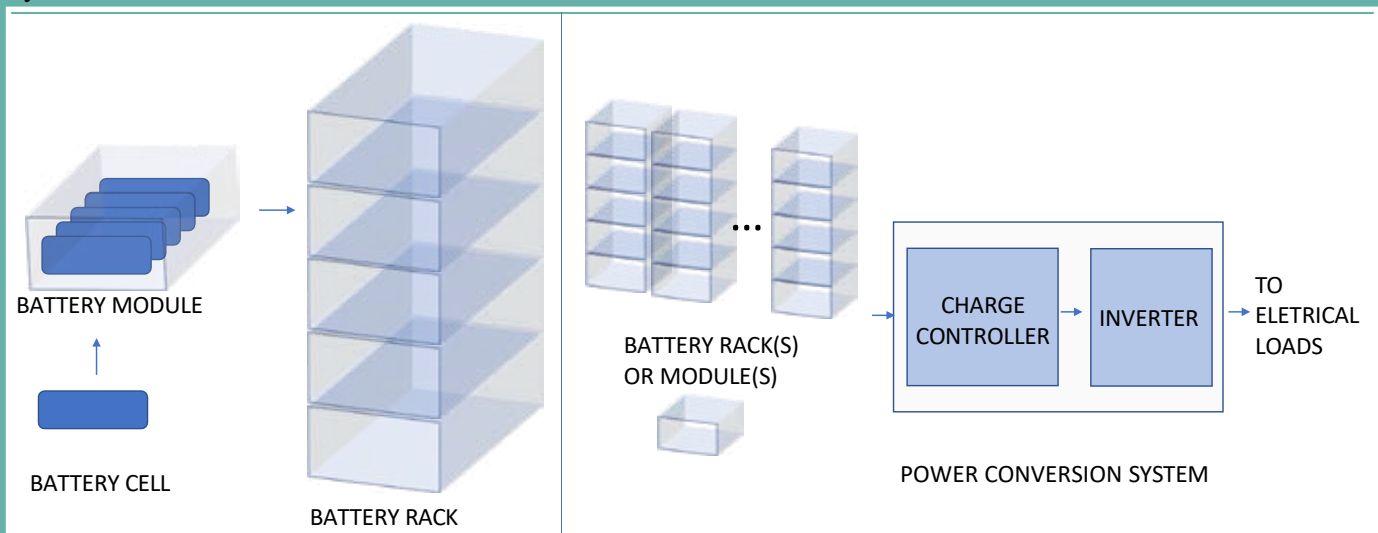 BATTERY MODULE
BATTERY CELL
BATTERY RACK
...
BATTERY RACK(S)
OR MODULE(S)
CHARGE
CONTROLLER
INVERTER
TO
ELETRICAL
LOADS
POWER CONVERSION SYSTEM